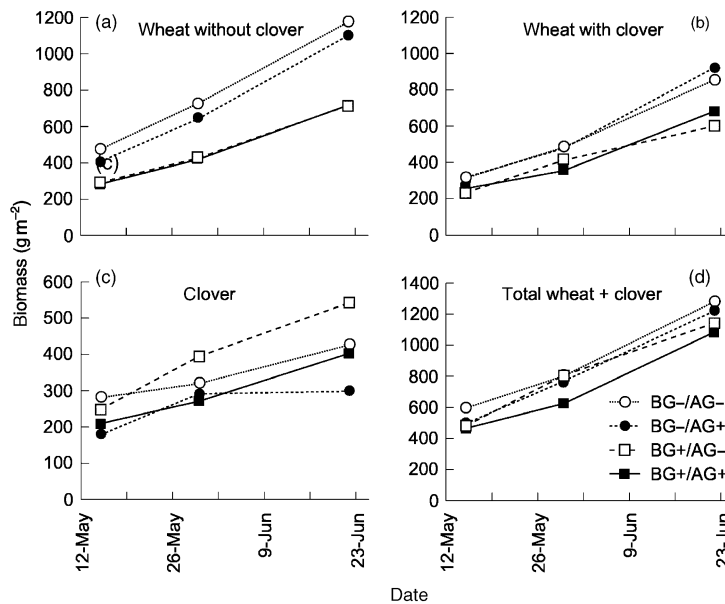 (a)
Wheat without clover
1200
1000
800
600
400
(c)
200
0
Wheat with clover
(b)
1200
1000
800
600
400
200
0
Biomass (gm⁻²)
(c)
Clover
600
500
400
300
200
100
0
12-May
26-May
9-Jun
23-Jun
Total wheat + clover
(d)
1400
1200
1000
800
600
400
200
0
BG–/AG–
BG–/AG+
BG+/AG–
BG+/AG+
12-May
26-May
9-Jun
23-Jun
Date